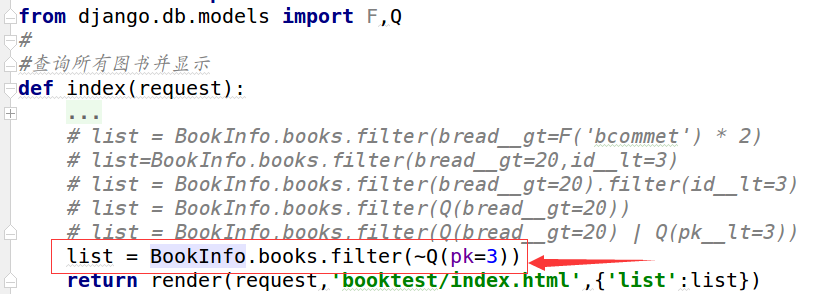 from django.db.models import F,Q
#
#查询所有图书并显示
def index(request):
...
# list = BookInfo.books.filter(bread__gt=F('bcommet') * 2)
# list=BookInfo.books.filter(bread__gt=20,id__lt=3)
# list = BookInfo.books.filter(bread__gt=20).filter(id__lt=3)
# list = BookInfo.books.filter(Q(bread__gt=20))
# list = BookInfo.books.filter(Q(bread__gt=20) | Q(pk__lt=3))
list = BookInfo.books.filter(~Q(pk=3))
return render(request,'booktest/index.html',{'list':list})